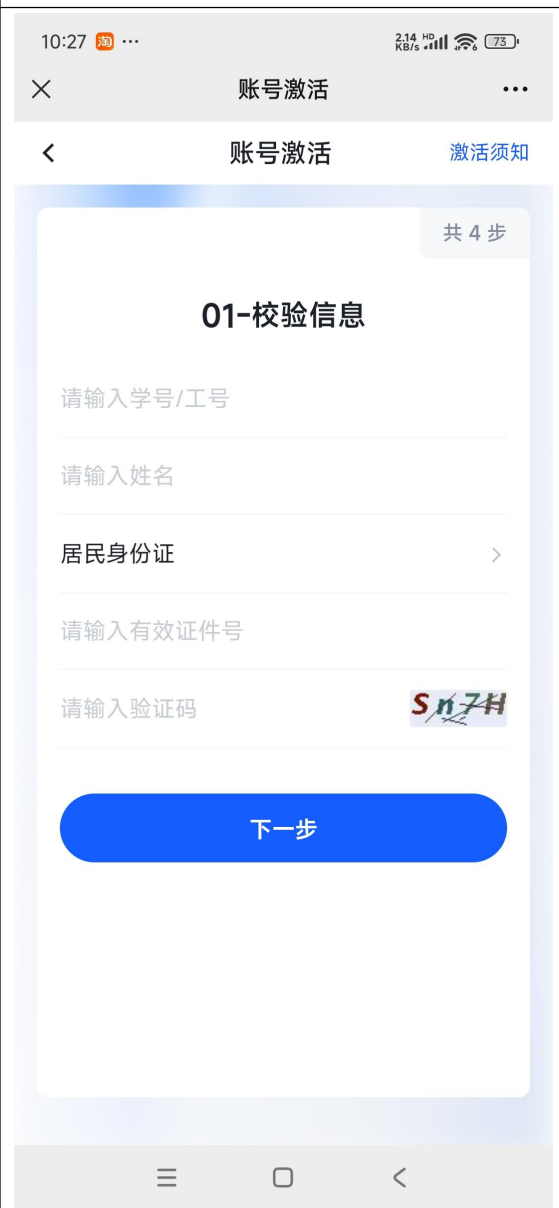 10:27 淘 ···
2.14 KB/s HD 6 73
账号激活
账号激活 激活须知
共 4 步
01-校验信息
请输入学号/工号
请输入姓名
居民身份证
请输入有效证件号
请输入验证码 Sn7H
下一步